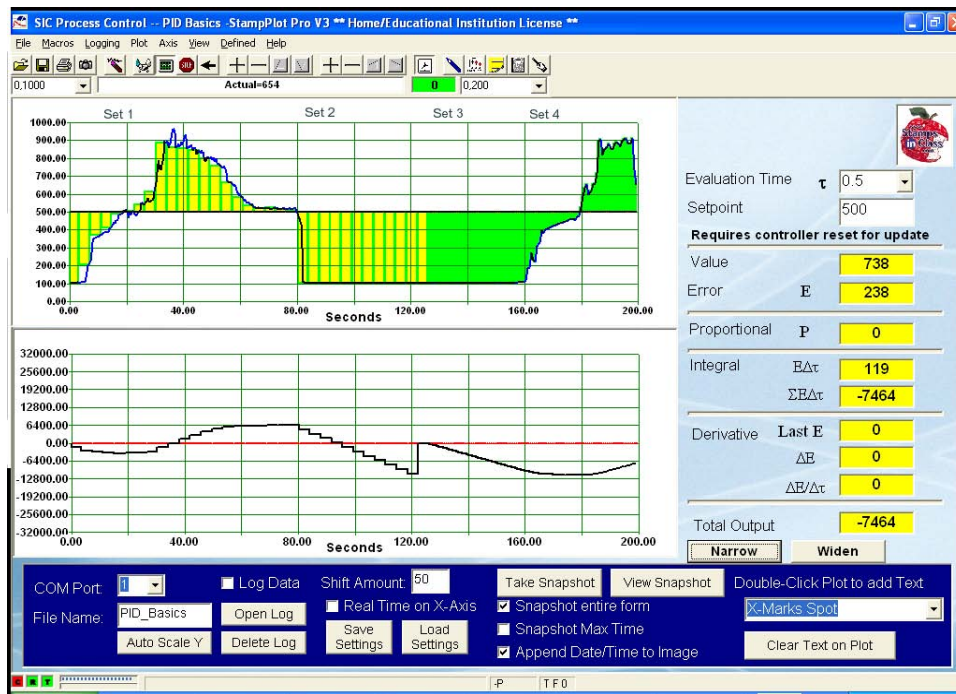 SIC Process Control -- PID Basics -StampPlot Pro V3 ** Home/Educational Institution License **
File Macros Logging Plot Axis View Defined Help
0,1000 Actual=654 0 0,200
Set 1 Set 2 Set 3 Set 4
1000.00
900.00
800.00
700.00
600.00
500.00
400.00
300.00
200.00
100.00
0.00
0.00 40.00 80.00 120.00 160.00 200.00
Seconds
32000.00
25600.00
19200.00
12800.00
6400.00
0.00
-6400.00
-12800.00
-19200.00
-25600.00
-32000.00
0.00 40.00 80.00 120.00 160.00 200.00
Seconds
Stamps in Class
Evaluation Time τ 0.5
Setpoint 500
Requires controller reset for update
Value 738
Error E 238
Proportional P 0
Integral EΔτ 119
ΣEΔτ -7464
Derivative Last E 0
ΔE 0
ΔE/Δτ 0
Total Output -7464
Narrow Widen
COM Port: 1
File Name: PID_Basics
Auto Scale Y
Log Data
Open Log
Delete Log
Shift Amount: 50
Real Time on X-Axis
Save Settings
Load Settings
Take Snapshot View Snapshot
Snapshot entire form
Snapshot Max Time
Append Date/Time to Image
Double-Click Plot to add Text
X-Marks Spot
Clear Text on Plot
C R T -P T F 0